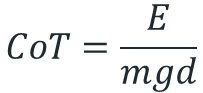 CoT = E/mgd